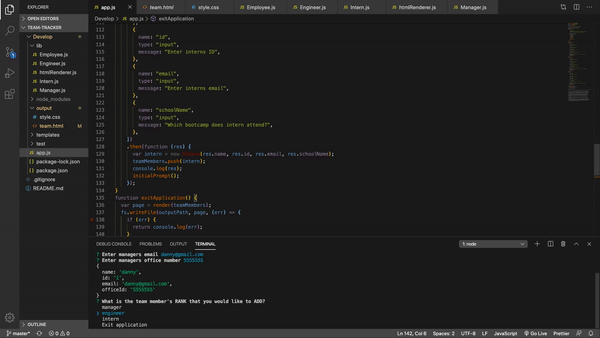 EXPLORER
OPEN EDITORS
TEAM-TRACKER
Develop
lib
Employee.js
Engineer.js
htmlRenderer.js
Intern.js
Manager.js
node_modules
output
style.css
team.html M
templates
test
app.js
package-lock.json
package.json
.gitignore
README.md
OUTLINE
app.js × team.html style.css Employee.js Engineer.js Intern.js htmlRenderer.js Manager.js
Develop > app.js > exitApplication
112 {
113 name: "id",
114 type: "input",
115 message: "Enter interns ID",
116 },
117 {
118 name: "email",
119 type: "input",
120 message: "Enter interns email",
121 },
122 {
123 name: "schoolName",
124 type: "input",
125 message: "Which bootcamp does intern attend?",
126 },
127 ])
128 .then(function (res) {
129 var intern = new Intern(res.name, res.id, res.email, res.schoolName);
130 teamMembers.push(intern);
131 console.log(res);
132 initialPrompt();
133 });
134 }
135 function exitApplication() {
136 var page = render(teamMembers);
137 fs.writeFile(outputPath, page, (err) => {
138 if (err) {
139 return console.log(err);
140 }
DEBUG CONSOLE PROBLEMS OUTPUT TERMINAL 1: node
? Enter managers email danny@gmail.com
? Enter managers office number 5555555
{
name: 'danny',
id: '1',
email: 'danny@gmail.com',
officeId: '5555555'
}
? What is the team member's RANK that you would like to ADD?
manager
> engineer
intern
Exit application
master* 0 0 Ln 142, Col 6 Spaces: 2 UTF-8 LF JavaScript Go Live Prettier